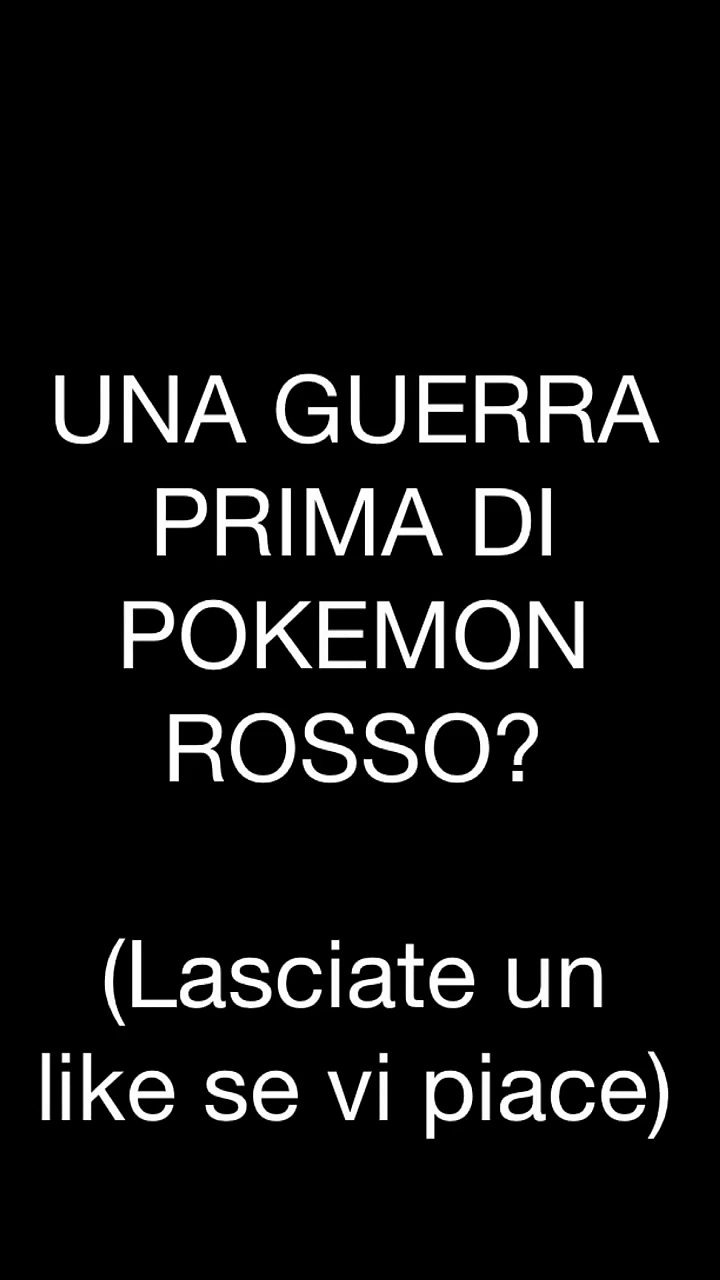 UNA GUERRA
PRIMA DI
POKEMON
ROSSO?
(Lasciate un
like se vi piace)